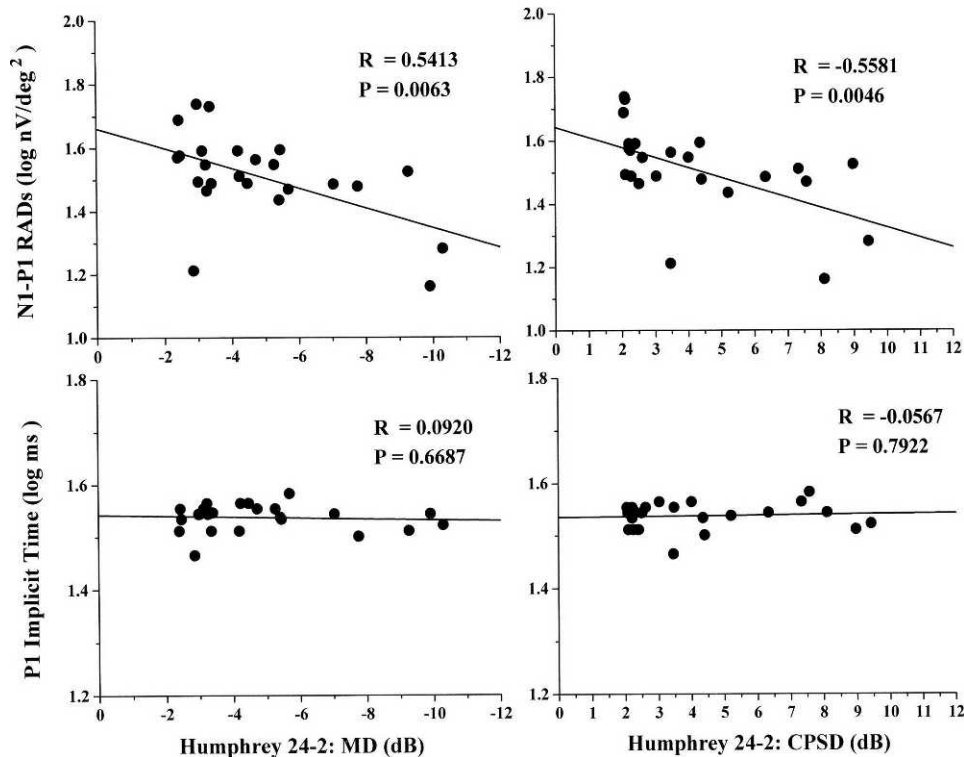 N1-P1 RADs (log nV/deg²)
2.0
1.8
1.6
1.4
1.2
1.0
R = 0.5413
P = 0.0063
0 -2 -4 -6 -8 -10 -12
2.0
1.8
1.6
1.4
1.2
1.0
R = -0.5581
P = 0.0046
0 1 2 3 4 5 6 7 8 9 10 11 12
P1 Implicit Time (log ms)
1.8
1.6
1.4
1.2
R = 0.0920
P = 0.6687
0 -2 -4 -6 -8 -10 -12
Humphrey 24-2: MD (dB)
1.8
1.6
1.4
1.2
R = -0.0567
P = 0.7922
0 1 2 3 4 5 6 7 8 9 10 11 12
Humphrey 24-2: CPSD (dB)